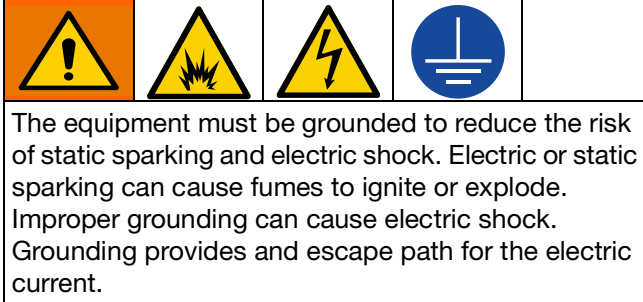 The equipment must be grounded to reduce the risk
of static sparking and electric shock. Electric or static
sparking can cause fumes to ignite or explode.
Improper grounding can cause electric shock.
Grounding provides and escape path for the electric
current.